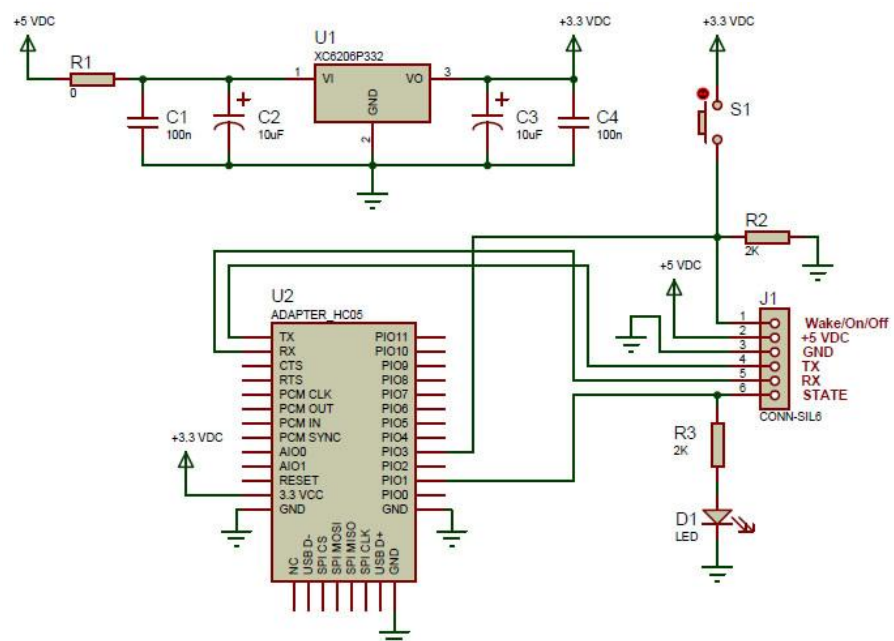 +5 VDC
+3.3 VDC
+3.3 VDC
U1
XC6206P332
R1
0
1
VI
VO
3
GND
2
C1
100n
C2
10uF
C3
10uF
C4
100n
S1
R2
2K
+5 VDC
J1
1
Wake/On/Off
2
+5 VDC
3
GND
4
TX
5
RX
6
STATE
CONN-SIL6
U2
ADAPTER_HC05
TX
PIO11
RX
PIO10
CTS
PIO9
RTS
PIO8
PCM CLK
PIO7
PCM OUT
PIO6
PCM IN
PIO5
PCM SYNC
PIO4
AIO0
PIO3
AIO1
PIO2
RESET
PIO1
3.3 VCC
PIO0
GND
GND
+3.3 VDC
NC
USB D-
SPI CS
SPI MOSI
SPI MISO
SPI CLK
USB D+
GND
R3
2K
D1
LED